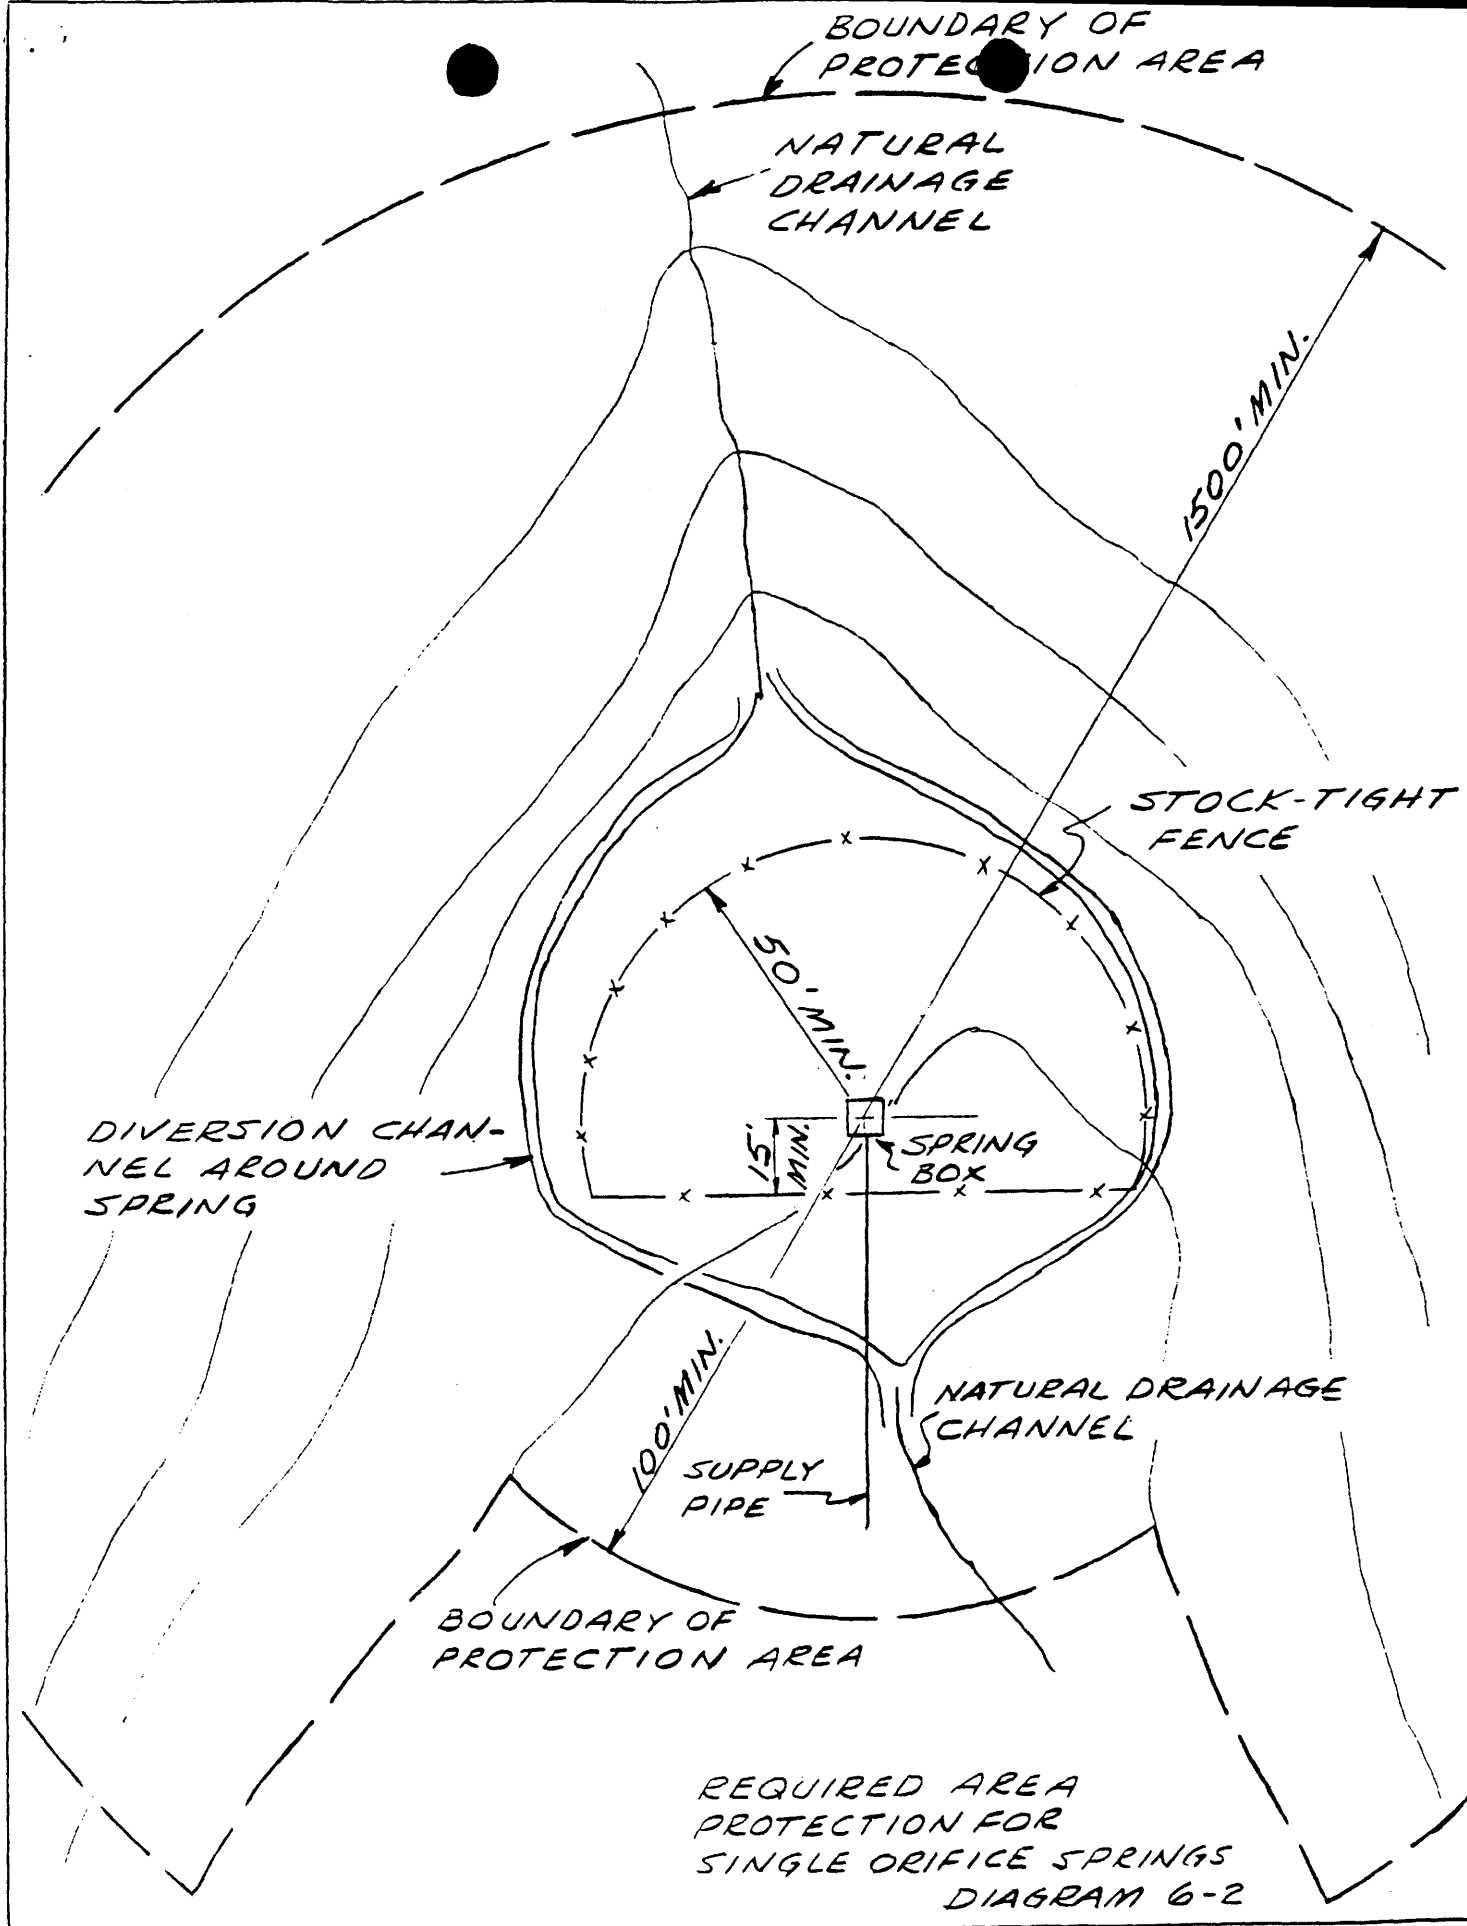 BOUNDARY OF
PROTECTION AREA
NATURAL
DRAINAGE
CHANNEL
1500' MIN.
STOCK-TIGHT
FENCE
50' MIN.
DIVERSION CHAN-
NEL AROUND
SPRING
15'
MIN.
SPRING
BOX
100' MIN.
NATURAL DRAINAGE
CHANNEL
SUPPLY
PIPE
BOUNDARY OF
PROTECTION AREA
REQUIRED AREA
PROTECTION FOR
SINGLE ORIFICE SPRINGS
DIAGRAM 6-2